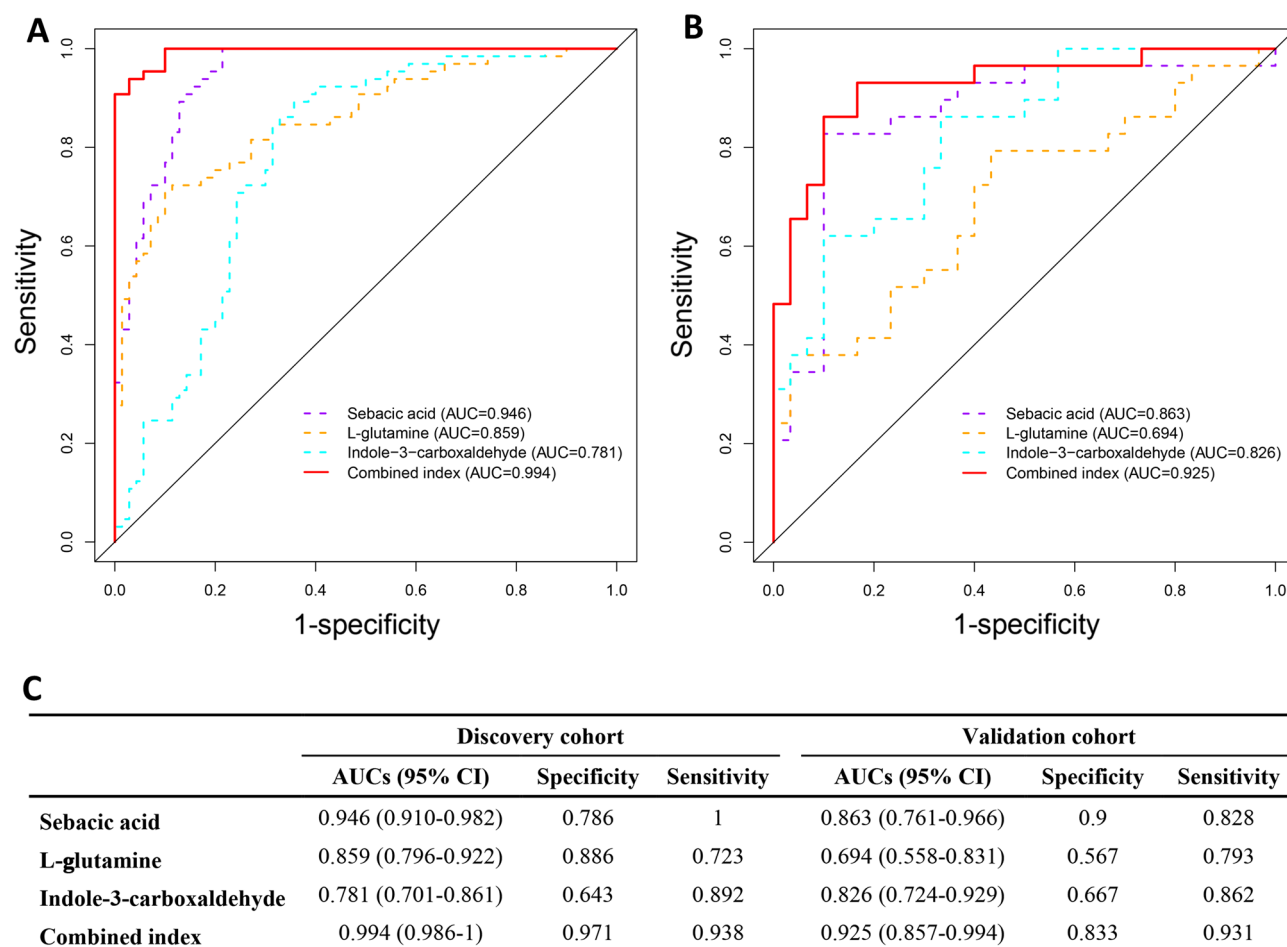 A
Sensitivity
1.0
0.8
0.6
0.4
0.2
0.0
Sebacic acid (AUC=0.946)
L-glutamine (AUC=0.859)
Indole−3−carboxaldehyde (AUC=0.781)
Combined index (AUC=0.994)
0.0 0.2 0.4 0.6 0.8 1.0
1-specificity
B
Sensitivity
1.0
0.8
0.6
0.4
0.2
0.0
Sebacic acid (AUC=0.863)
L-glutamine (AUC=0.694)
Indole−3−carboxaldehyde (AUC=0.826)
Combined index (AUC=0.925)
0.0 0.2 0.4 0.6 0.8 1.0
1-specificity
C
Discovery cohort Validation cohort
AUCs (95% CI) Specificity Sensitivity AUCs (95% CI) Specificity Sensitivity
Sebacic acid 0.946 (0.910-0.982) 0.786 1 0.863 (0.761-0.966) 0.9 0.828
L-glutamine 0.859 (0.796-0.922) 0.886 0.723 0.694 (0.558-0.831) 0.567 0.793
Indole-3-carboxaldehyde 0.781 (0.701-0.861) 0.643 0.892 0.826 (0.724-0.929) 0.667 0.862
Combined index 0.994 (0.986-1) 0.971 0.938 0.925 (0.857-0.994) 0.833 0.931